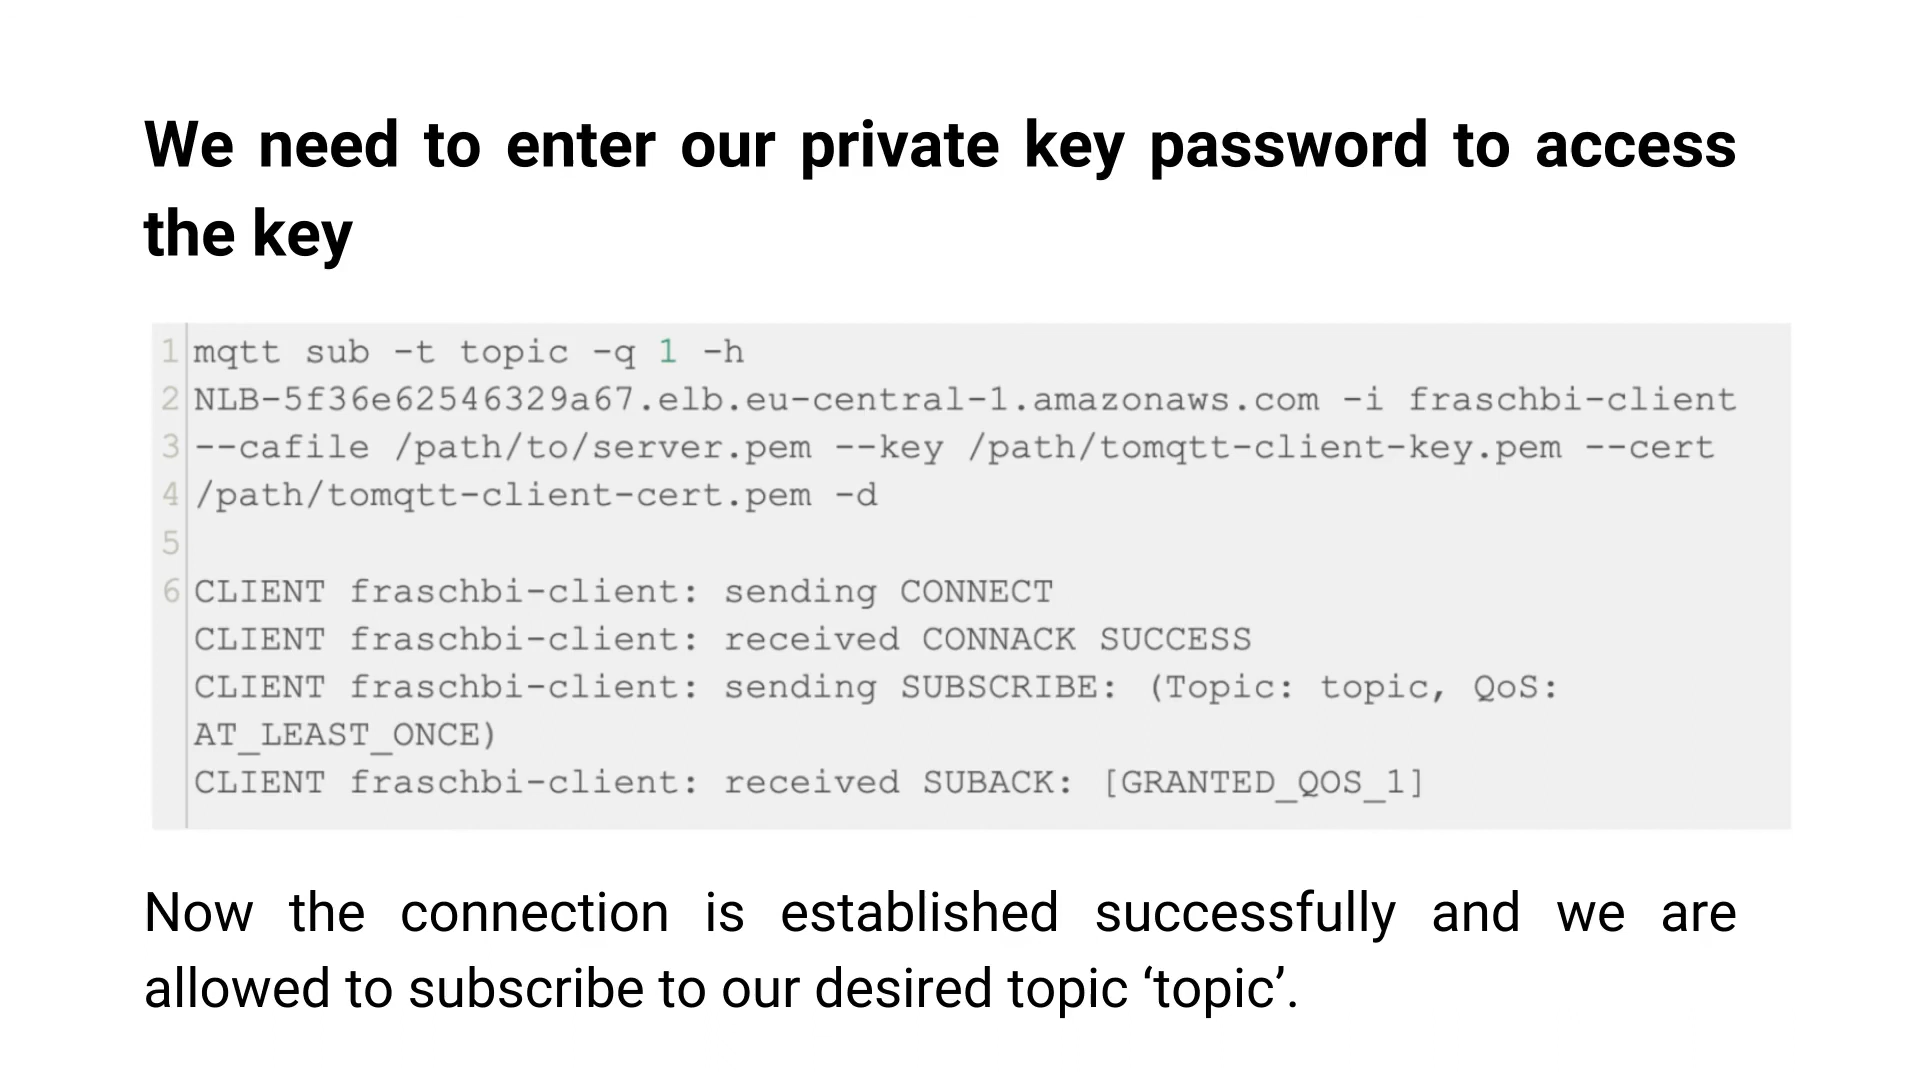 We need to enter our private key password to access
the key
1 mqtt sub -t topic -q 1 -h
2 NLB-5f36e62546329a67.elb.eu-central-1.amazonaws.com -i fraschbi-client
3 --cafile /path/to/server.pem --key /path/tomqtt-client-key.pem --cert
4 /path/tomqtt-client-cert.pem -d
5
6 CLIENT fraschbi-client: sending CONNECT
CLIENT fraschbi-client: received CONNACK SUCCESS
CLIENT fraschbi-client: sending SUBSCRIBE: (Topic: topic, QoS:
AT_LEAST_ONCE)
CLIENT fraschbi-client: received SUBACK: [GRANTED_QOS_1]
Now the connection is established successfully and we are
allowed to subscribe to our desired topic ‘topic’.